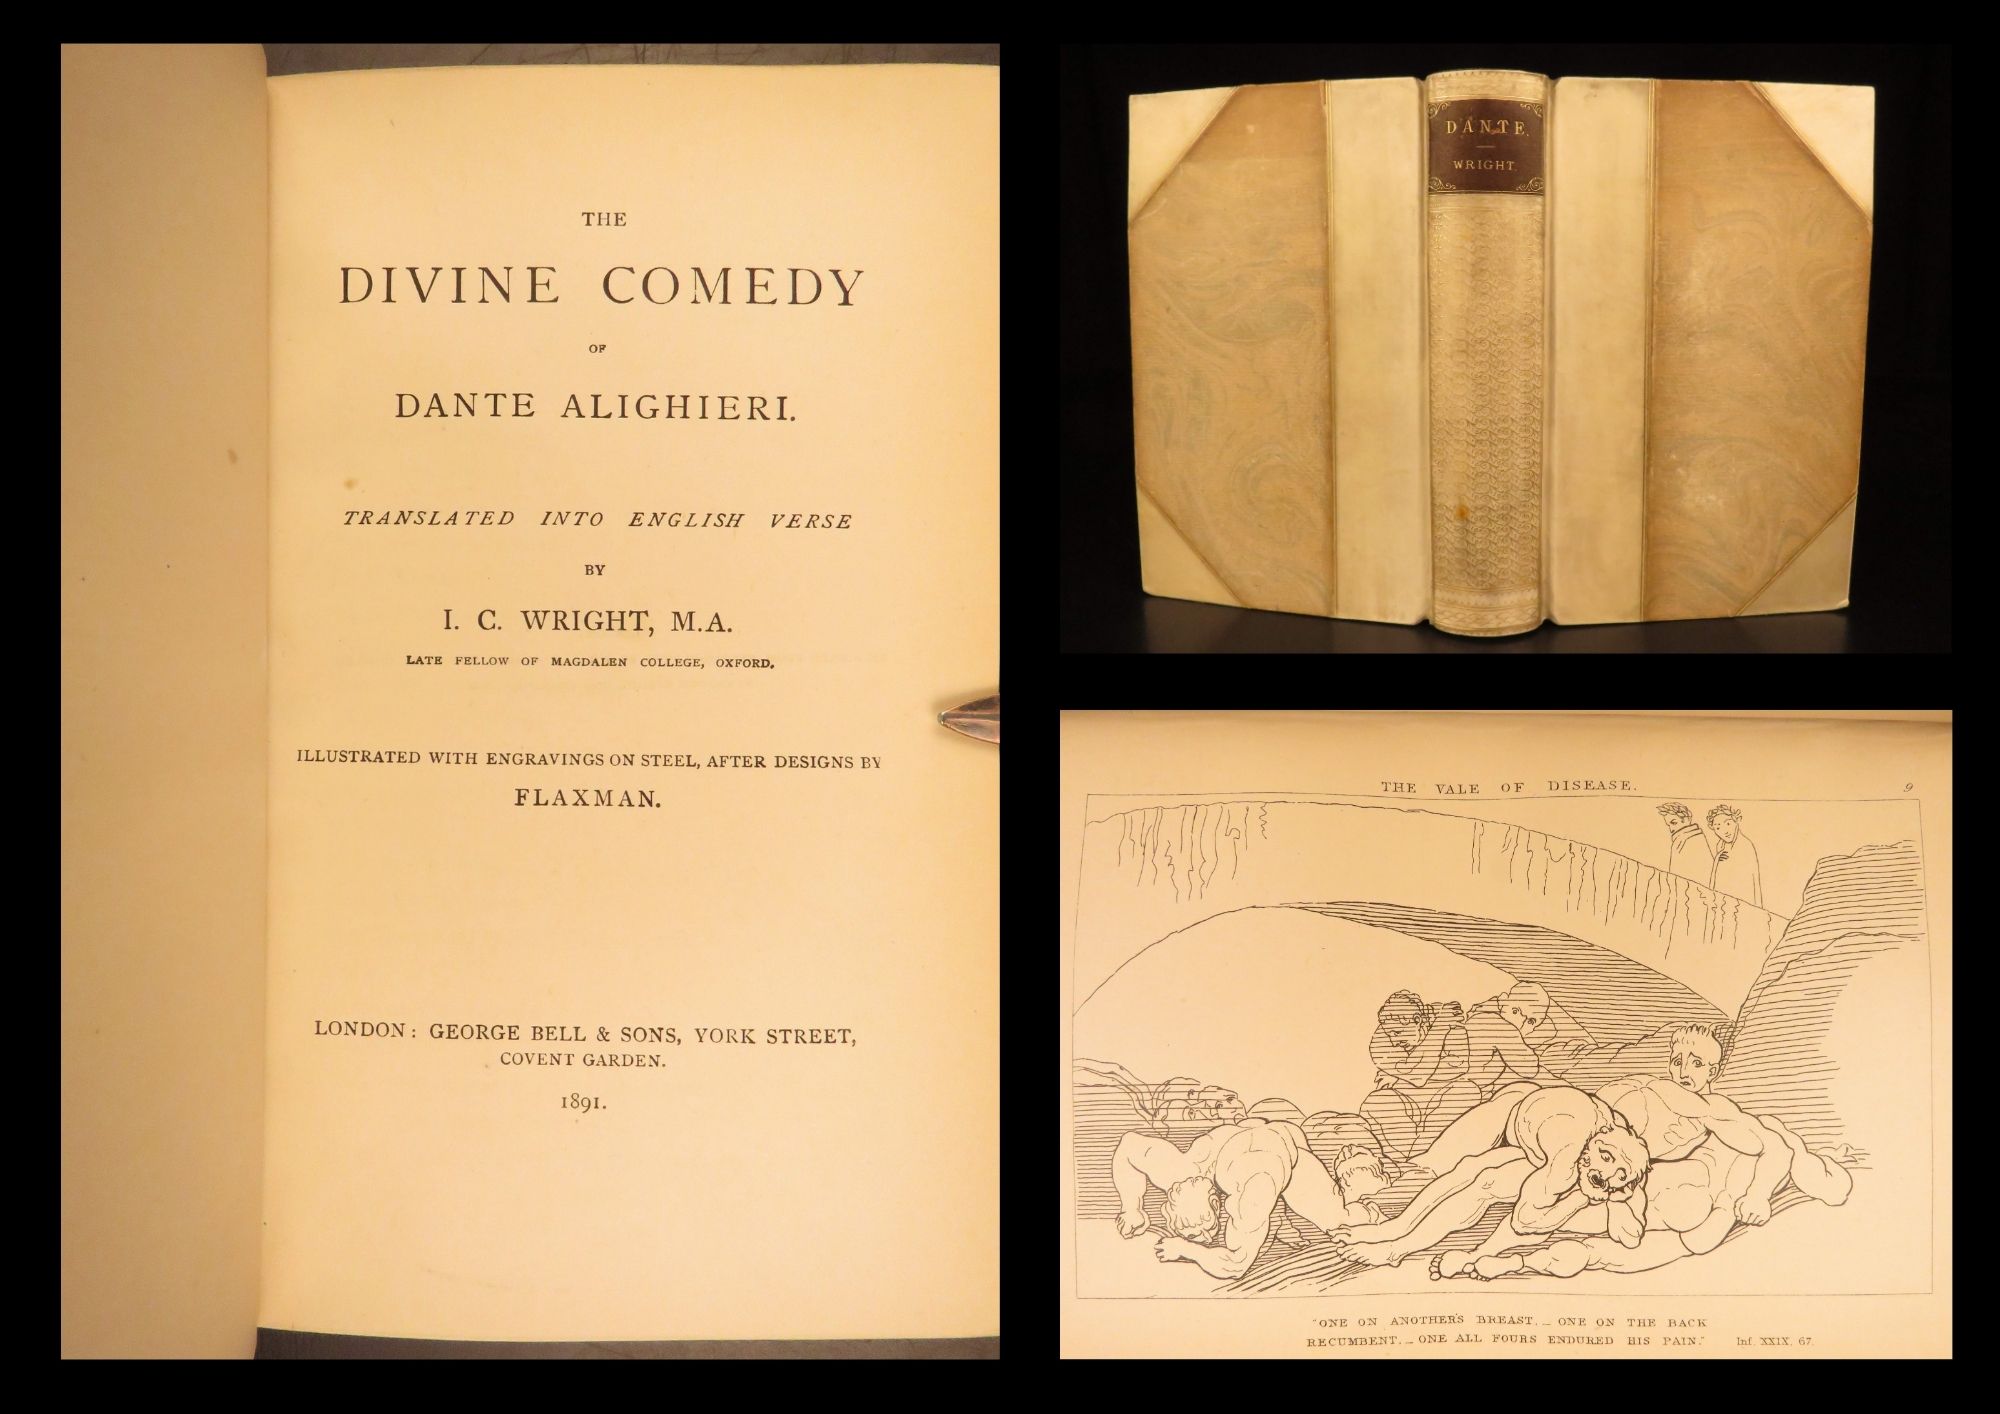 THE
DIVINE COMEDY
OF
DANTE ALIGHIERI.
TRANSLATED INTO ENGLISH VERSE
BY
I. C. WRIGHT, M.A.
LATE FELLOW OF MAGDALEN COLLEGE, OXFORD.
ILLUSTRATED WITH ENGRAVINGS ON STEEL, AFTER DESIGNS BY
FLAXMAN.
LONDON: GEORGE BELL & SONS, YORK STREET,
COVENT GARDEN.
1891.
DANTE.
WRIGHT.
THE VALE OF DISEASE. 9
"ONE ON ANOTHER'S BREAST,_ ONE ON THE BACK
RECUMBENT,_ ONE ALL FOURS ENDURED HIS PAIN." Inf. XXIX. 67.